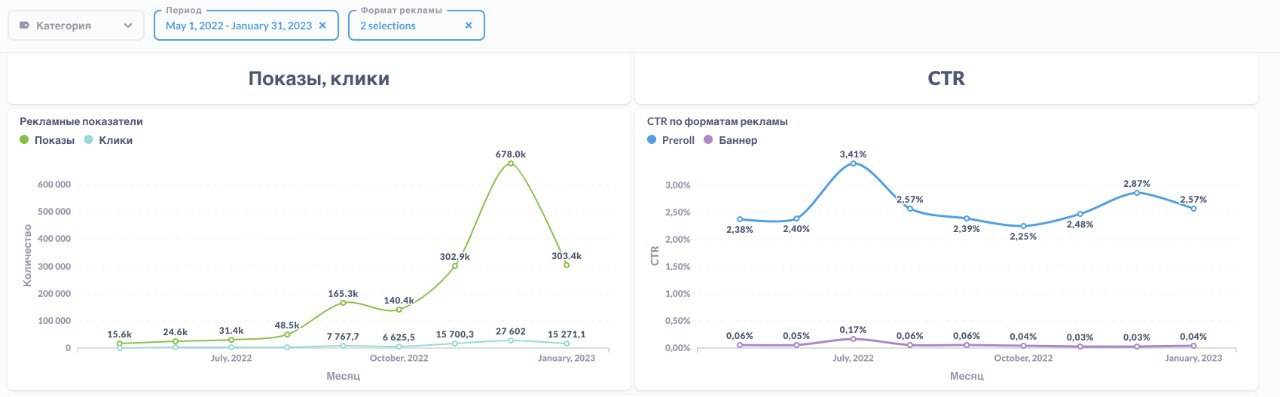 Период
Формат рекламы
Категория
May 1, 2022 - January 31, 2023 ×
2 selections ×
Показы, клики
CTR
Рекламные показатели
Показы Клики
Количество
600 000
500 000
400 000
300 000
200 000
100 000
0
15.6k
24.6k
31.4k
48.5k
165.3k
140.4k
302.9k
678.0k
303.4k
7 767,7
6 625,5
15 700,3
27 602
15 271,1
July, 2022
October, 2022
January, 2023
Месяц
CTR по форматам рекламы
Preroll Баннер
CTR
3,00%
2,50%
2,00%
1,50%
1,00%
0,50%
0,00%
2,38%
2,40%
3,41%
2,57%
2,39%
2,25%
2,48%
2,87%
2,57%
0,06%
0,05%
0,17%
0,06%
0,06%
0,04%
0,03%
0,03%
0,04%
July, 2022
October, 2022
January, 2023
Месяц